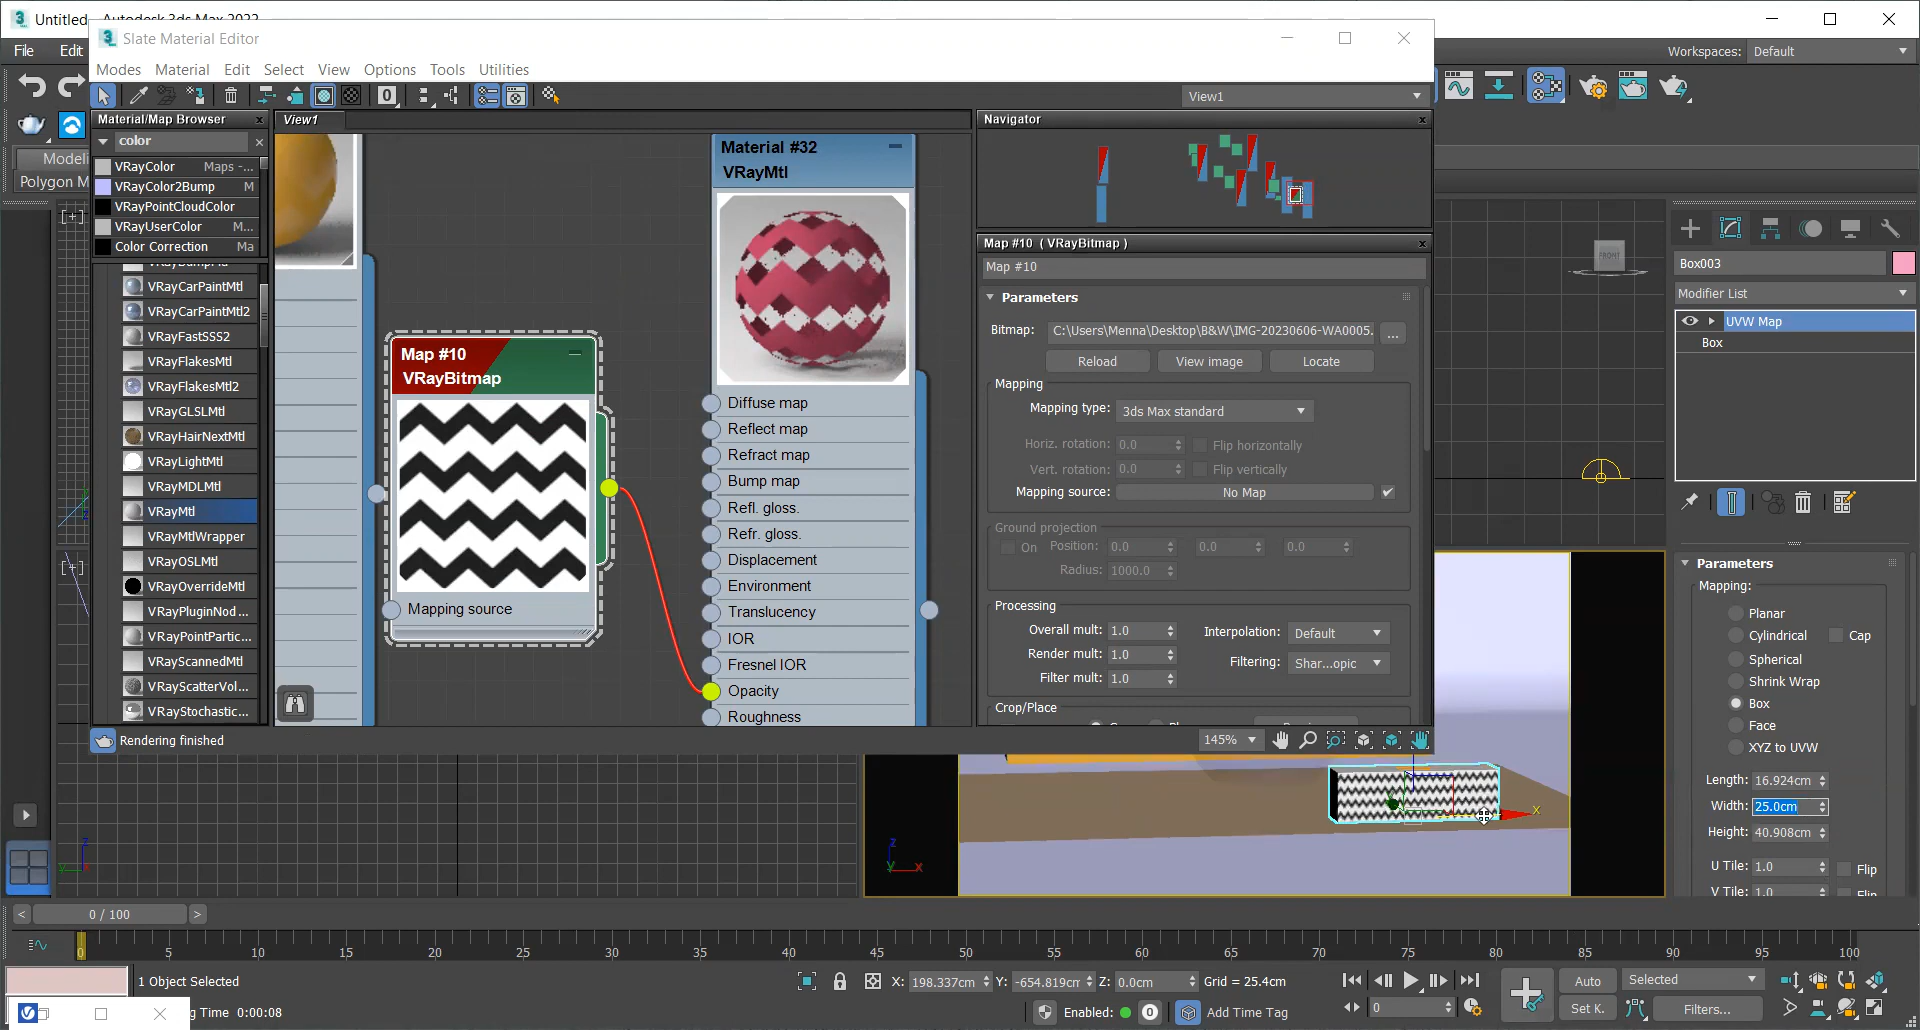 Untitled - Autodesk 3ds Max 2022
Slate Material Editor
File Edit
Workspaces: Default
Modes Material Edit Select View Options Tools Utilities
View1
Material/Map Browser
View1
Navigator
color
Modeli
Polygon M
VRayColor Maps -...
VRayColor2Bump M
VRayPointCloudColor
VRayUserColor M...
Color Correction Ma
VRayCarPaintMtl
VRayCarPaintMtl2
VRayFastSSS2
VRayFlakesMtl
VRayFlakesMtl2
VRayGLSLMtl
VRayHairNextMtl
VRayLightMtl
VRayMDLMtl
VRayMtl
VRayMtlWrapper
VRayOSLMtl
VRayOverrideMtl
VRayPluginNod...
VRayPointPartic...
VRayScannedMtl
VRayScatterVol...
VRayStochastic...
Material #32
VRayMtl
Map #10
VRayBitmap
Mapping source
Diffuse map
Reflect map
Refract map
Bump map
Refl. gloss.
Refr. gloss.
Displacement
Environment
Translucency
IOR
Fresnel IOR
Opacity
Roughness
Map #10 ( VRayBitmap )
Map #10
Parameters
Bitmap: C:\Users\Menna\Desktop\B&W\IMG-20230606-WA0005. ...
Reload View image Locate
Mapping
Mapping type: 3ds Max standard
Horiz. rotation: 0.0 Flip horizontally
Vert. rotation: 0.0 Flip vertically
Mapping source: No Map
Ground projection
On Position: 0.0 0.0 0.0
Radius: 1000.0
Processing
Overall mult: 1.0 Interpolation: Default
Render mult: 1.0
Filtering: Shar...opic
Filter mult: 1.0
Crop/Place
Rendering finished
145%
[+]
[+]
FRONT
Box003
Modifier List
UVW Map
Box
Parameters
Mapping:
Planar
Cylindrical Cap
Spherical
Shrink Wrap
Box
Face
XYZ to UVW
Length: 16.924cm
Width: 25.0cm
Height: 40.908cm
U Tile: 1.0 Flip
V Tile: 1.0 Flip
z
y
x
z
y
x
x
< 0 / 100 >
0 5 10 15 20 25 30 35 40 45 50 55 60 65 70 75 80 85 90 95 100
1 Object Selected
X: 198.337cm Y: -654.819cm Z: 0.0cm Grid = 25.4cm
Auto Selected
g Time 0:00:08
Enabled: 0 Add Time Tag
0
Set K. Filters...